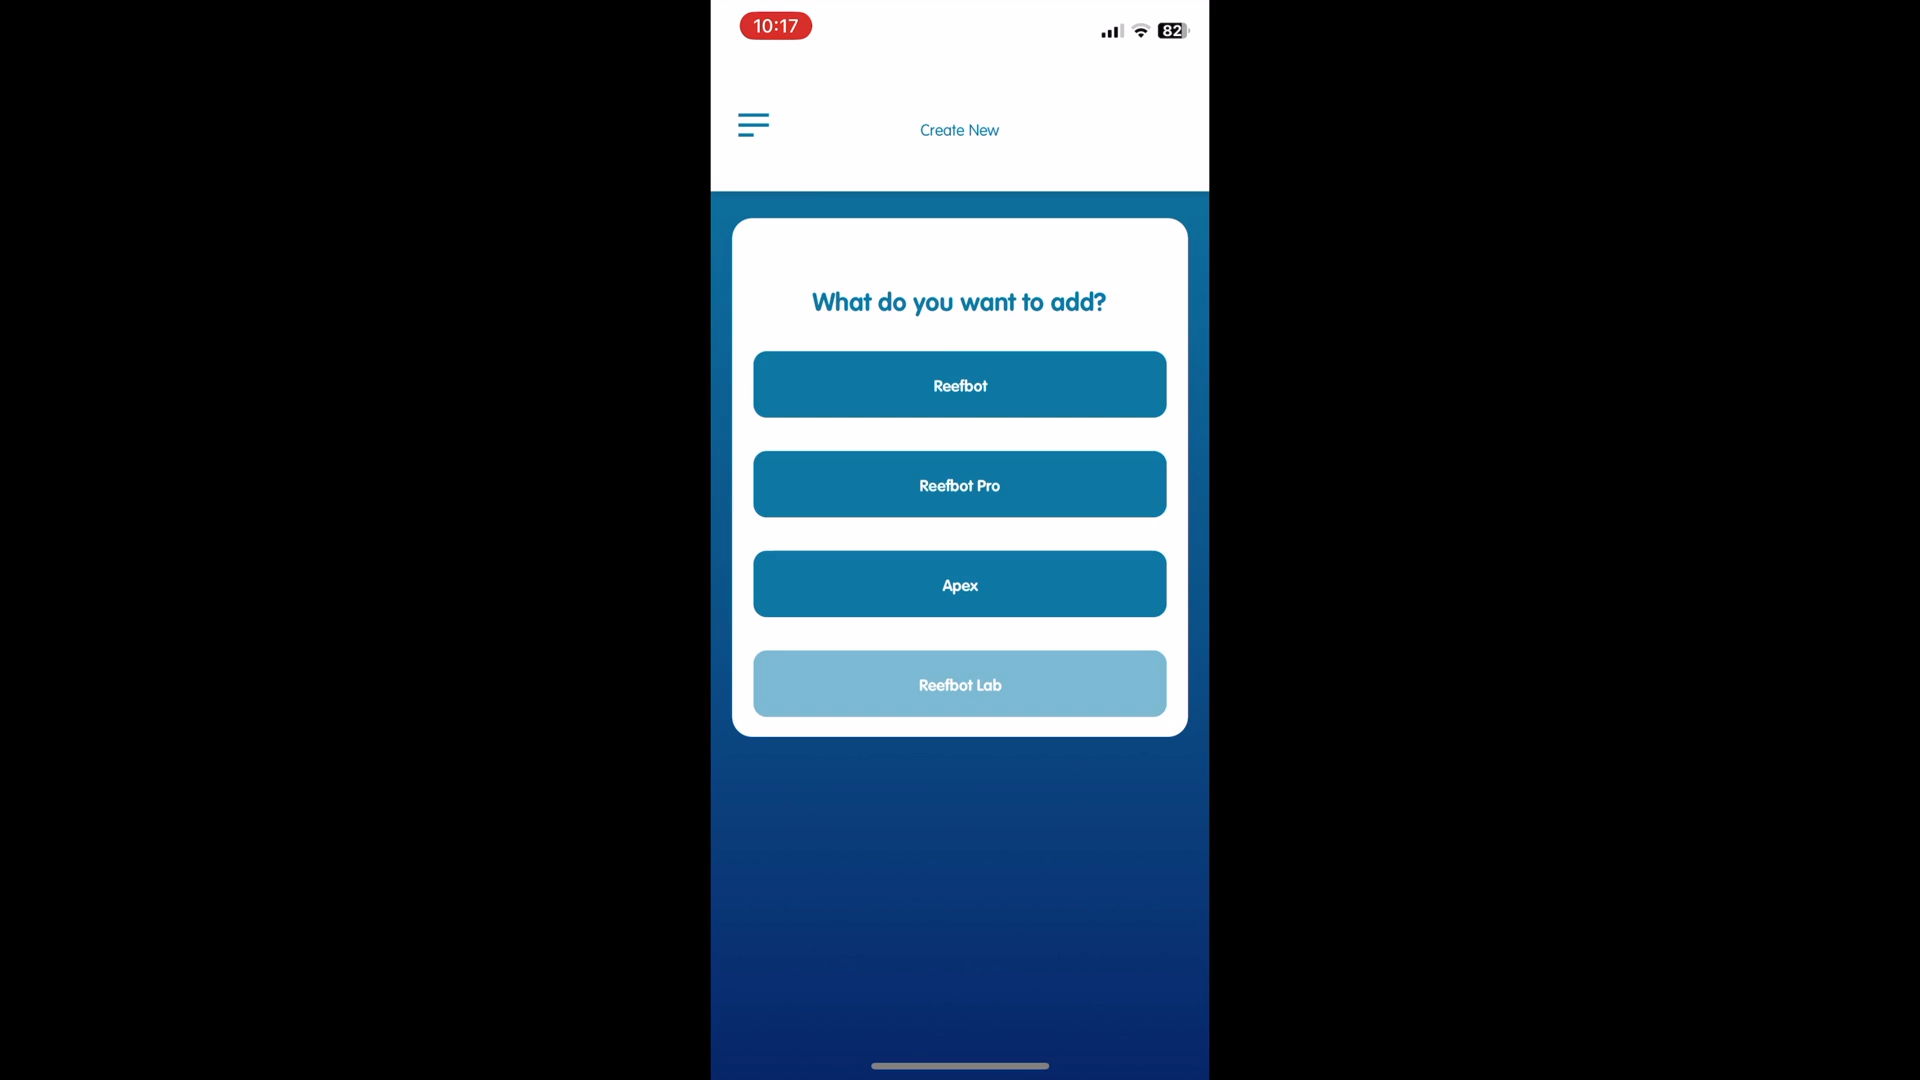 10:17
82
Create New
What do you want to add?
Reefbot
Reefbot Pro
Apex
Reefbot Lab